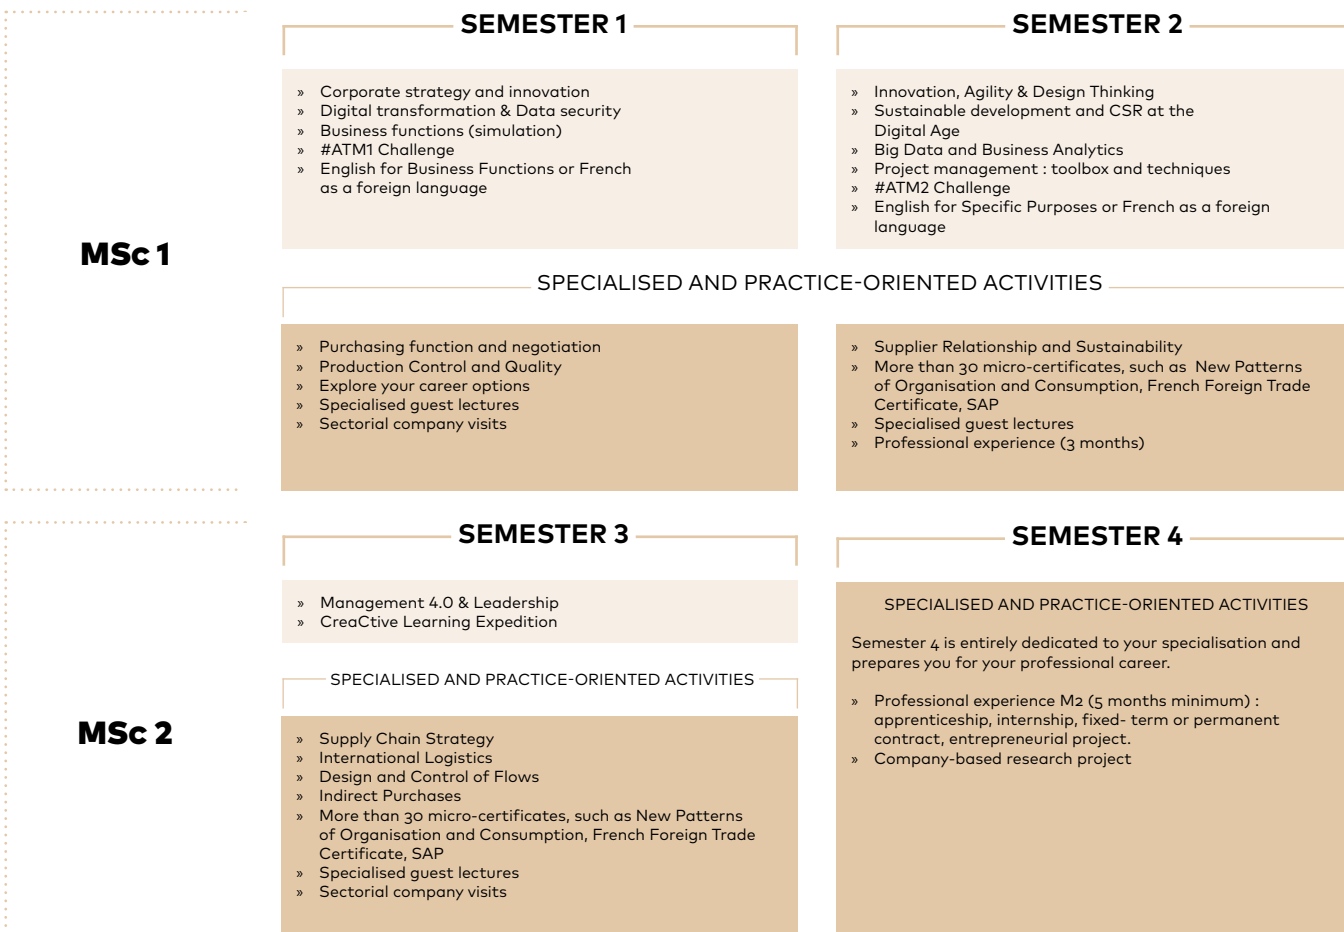 MSc 1
SEMESTER 1
» Corporate strategy and innovation
» Digital transformation & Data security
» Business functions (simulation)
» #ATM1 Challenge
» English for Business Functions or French
as a foreign language
SEMESTER 2
» Innovation, Agility & Design Thinking
» Sustainable development and CSR at the
Digital Age
» Big Data and Business Analytics
» Project management : toolbox and techniques
» #ATM2 Challenge
» English for Specific Purposes or French as a foreign
language
SPECIALISED AND PRACTICE-ORIENTED ACTIVITIES
» Purchasing function and negotiation
» Production Control and Quality
» Explore your career options
» Specialised guest lectures
» Sectorial company visits
» Supplier Relationship and Sustainability
» More than 30 micro-certificates, such as New Patterns
of Organisation and Consumption, French Foreign Trade
Certificate, SAP
» Specialised guest lectures
» Professional experience (3 months)
MSc 2
SEMESTER 3
» Management 4.0 & Leadership
» CreaCtive Learning Expedition
SPECIALISED AND PRACTICE-ORIENTED ACTIVITIES
» Supply Chain Strategy
» International Logistics
» Design and Control of Flows
» Indirect Purchases
» More than 30 micro-certificates, such as New Patterns
of Organisation and Consumption, French Foreign Trade
Certificate, SAP
» Specialised guest lectures
» Sectorial company visits
SEMESTER 4
SPECIALISED AND PRACTICE-ORIENTED ACTIVITIES
Semester 4 is entirely dedicated to your specialisation and
prepares you for your professional career.
» Professional experience M2 (5 months minimum) :
apprenticeship, internship, fixed- term or permanent
contract, entrepreneurial project.
» Company-based research project